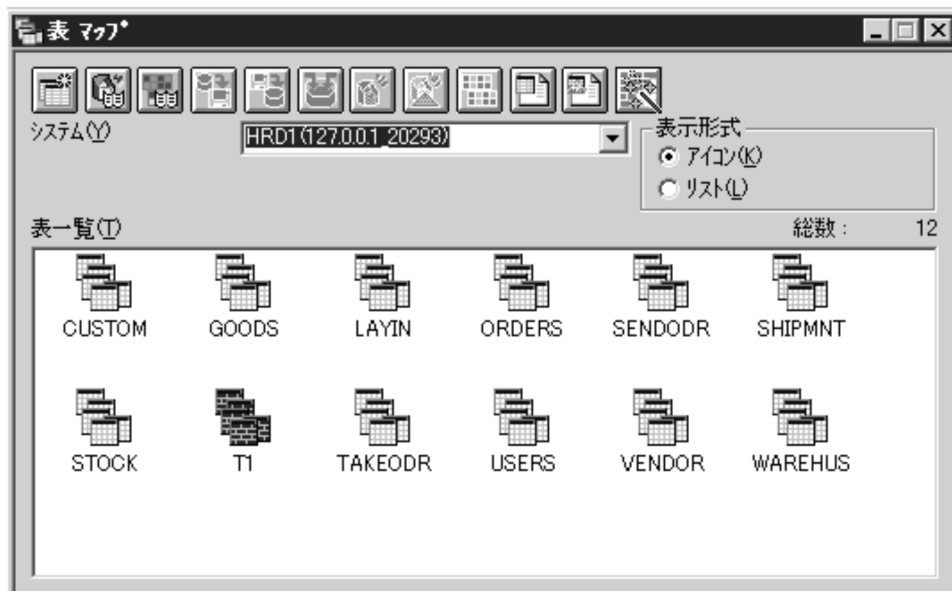 表 マップ
システム(Y)
HRD1(127.0.0.1_20293)
表示形式
アイコン(K)
リスト(L)
表一覧(T)
総数： 12
CUSTOM GOODS LAYIN ORDERS SENDODR SHIPMNT
STOCK T1 TAKEODR USERS VENDOR WAREHUS